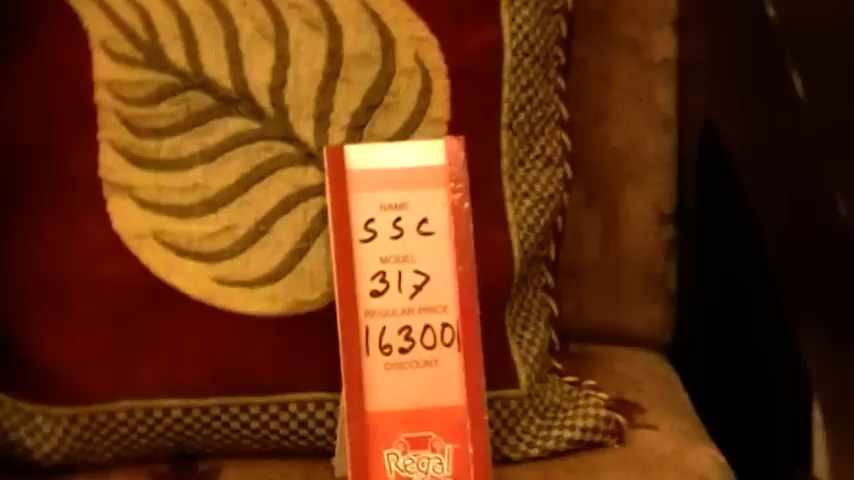 NAME
SSC
MODEL
317
REGULAR PRICE
16300/
DISCOUNT
Regal